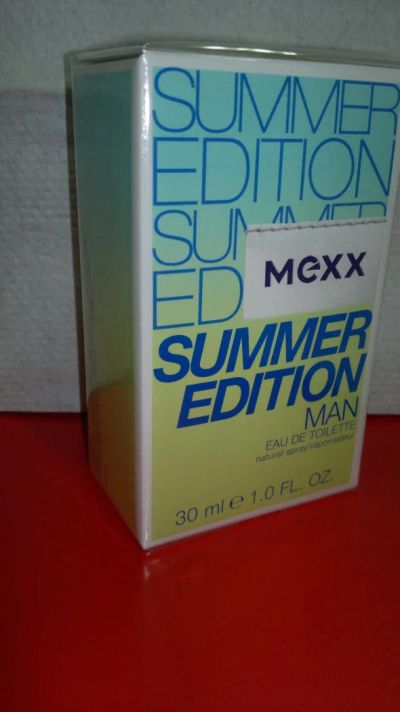 SUMMER
EDITION
SUMMER
ED
MEXX
SUMMER
EDITION
MAN
EAU DE TOILETTE
natural spray/vaporisateur
30 ml e 1.0 FL. OZ.